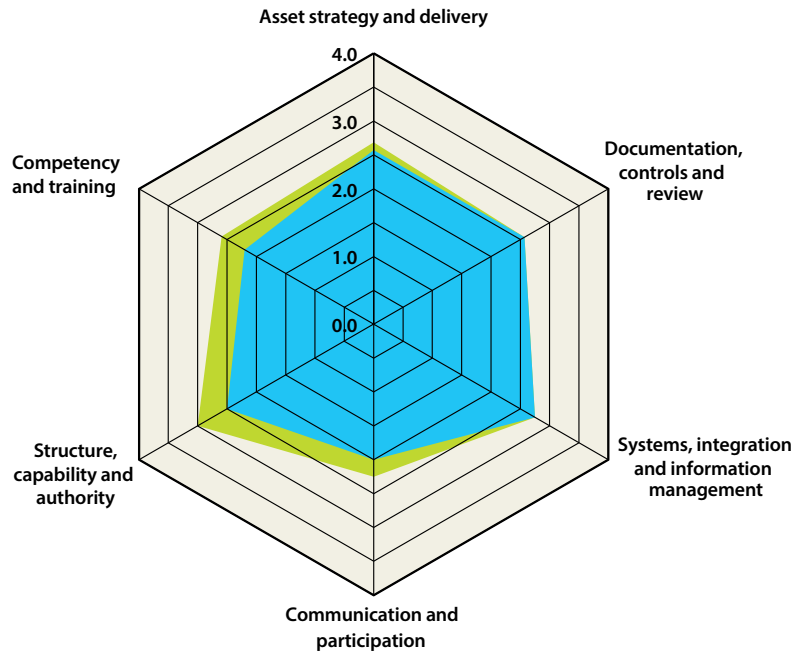 Asset strategy and delivery
4.0
3.0
2.0
1.0
0.0
Documentation,
controls and
review
Systems, integration
and information
management
Communication and
participation
Structure,
capability and
authority
Competency
and training